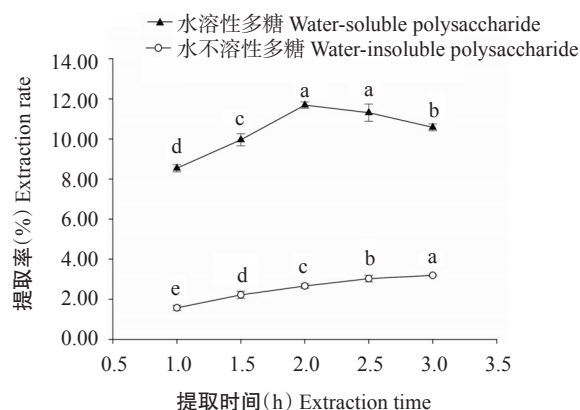 水溶性多糖 Water-soluble polysaccharide
水不溶性多糖 Water-insoluble polysaccharide
提取率(%) Extraction rate
14.00
12.00
10.00
8.00
6.00
4.00
2.00
0.00
d
c
a
a
b
e
d
c
b
a
0.5 1.0 1.5 2.0 2.5 3.0 3.5
提取时间(h) Extraction time